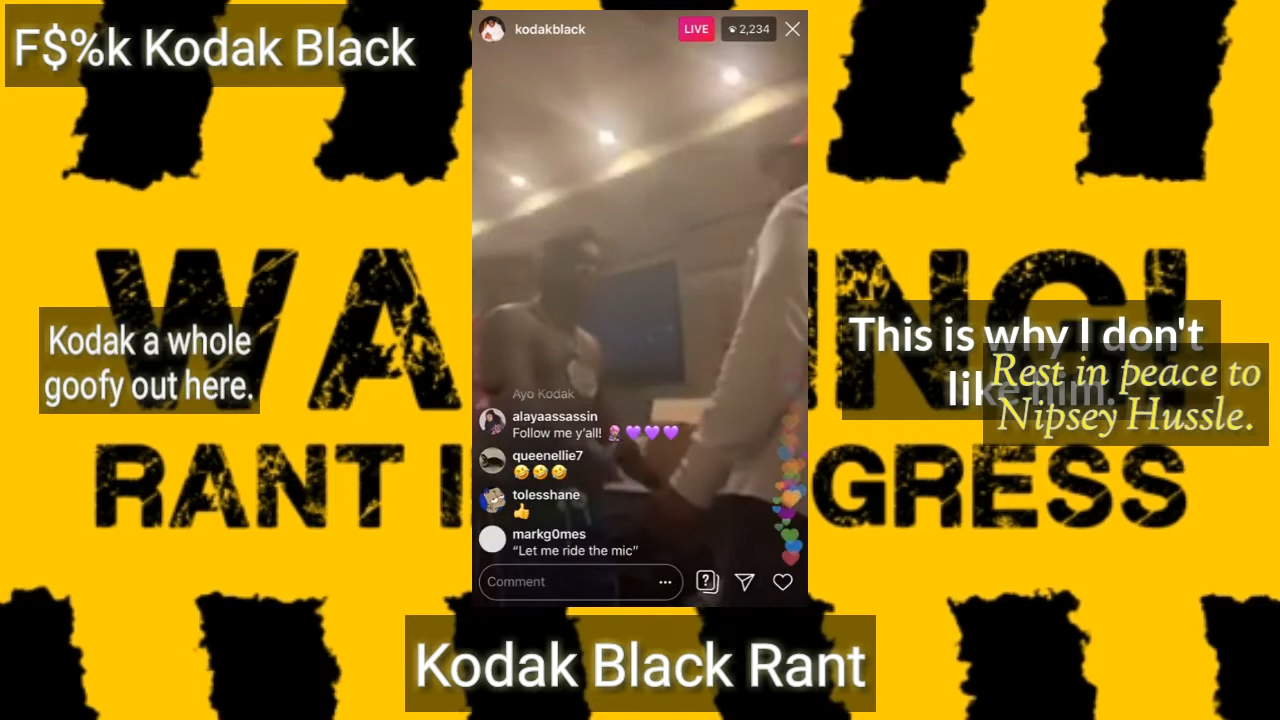 F$%k Kodak Black
kodakblack
LIVE
2,234
Kodak a whole
goofy out here.
This is why I don't
like him.
Rest in peace to
Nipsey Hussle.
Ayo Kodak
alayaassassin
Follow me y'all! 💜💜💜
queenellie7
🤣🤣🤣
tolesshane
👍
markg0mes
“Let me ride the mic”
Comment
RANT
GRESS
Kodak Black Rant